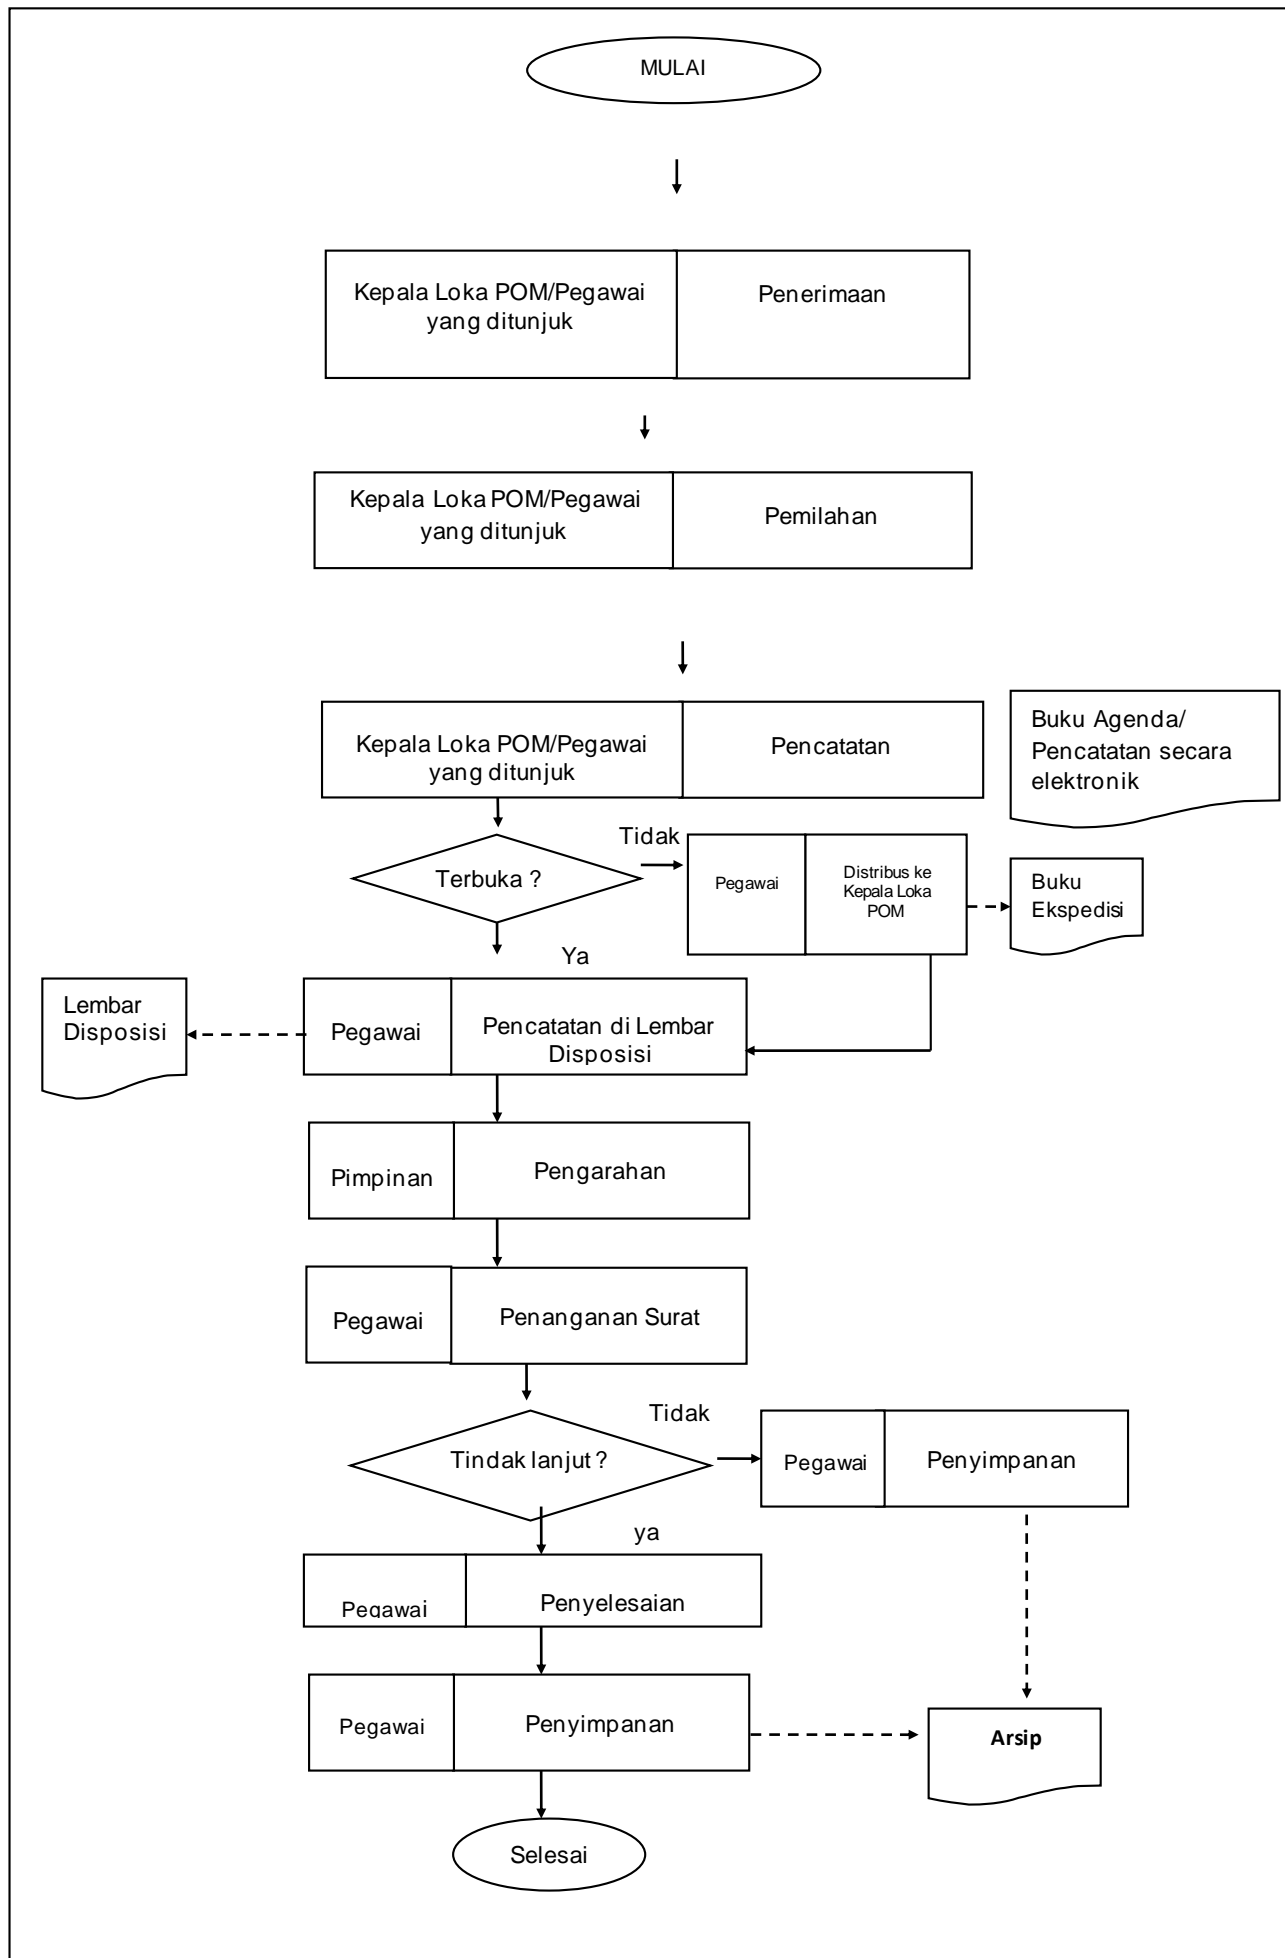 MULAI
Kepala Loka POM/Pegawai
yang ditunjuk
Penerimaan
Kepala Loka POM/Pegawai
yang ditunjuk
Pemilahan
Kepala Loka POM/Pegawai
yang ditunjuk
Pencatatan
Buku Agenda/
Pencatatan secara
elektronik
Terbuka ?
Tidak
Pegawai
Distribus ke
Kepala Loka
POM
Buku
Ekspedisi
Ya
Lembar
Disposisi
Pegawai
Pencatatan di Lembar
Disposisi
Pimpinan
Pengarahan
Pegawai
Penanganan Surat
Tindak lanjut ?
Tidak
Pegawai
Penyimpanan
ya
Pegawai
Penyelesaian
Pegawai
Penyimpanan
Arsip
Selesai